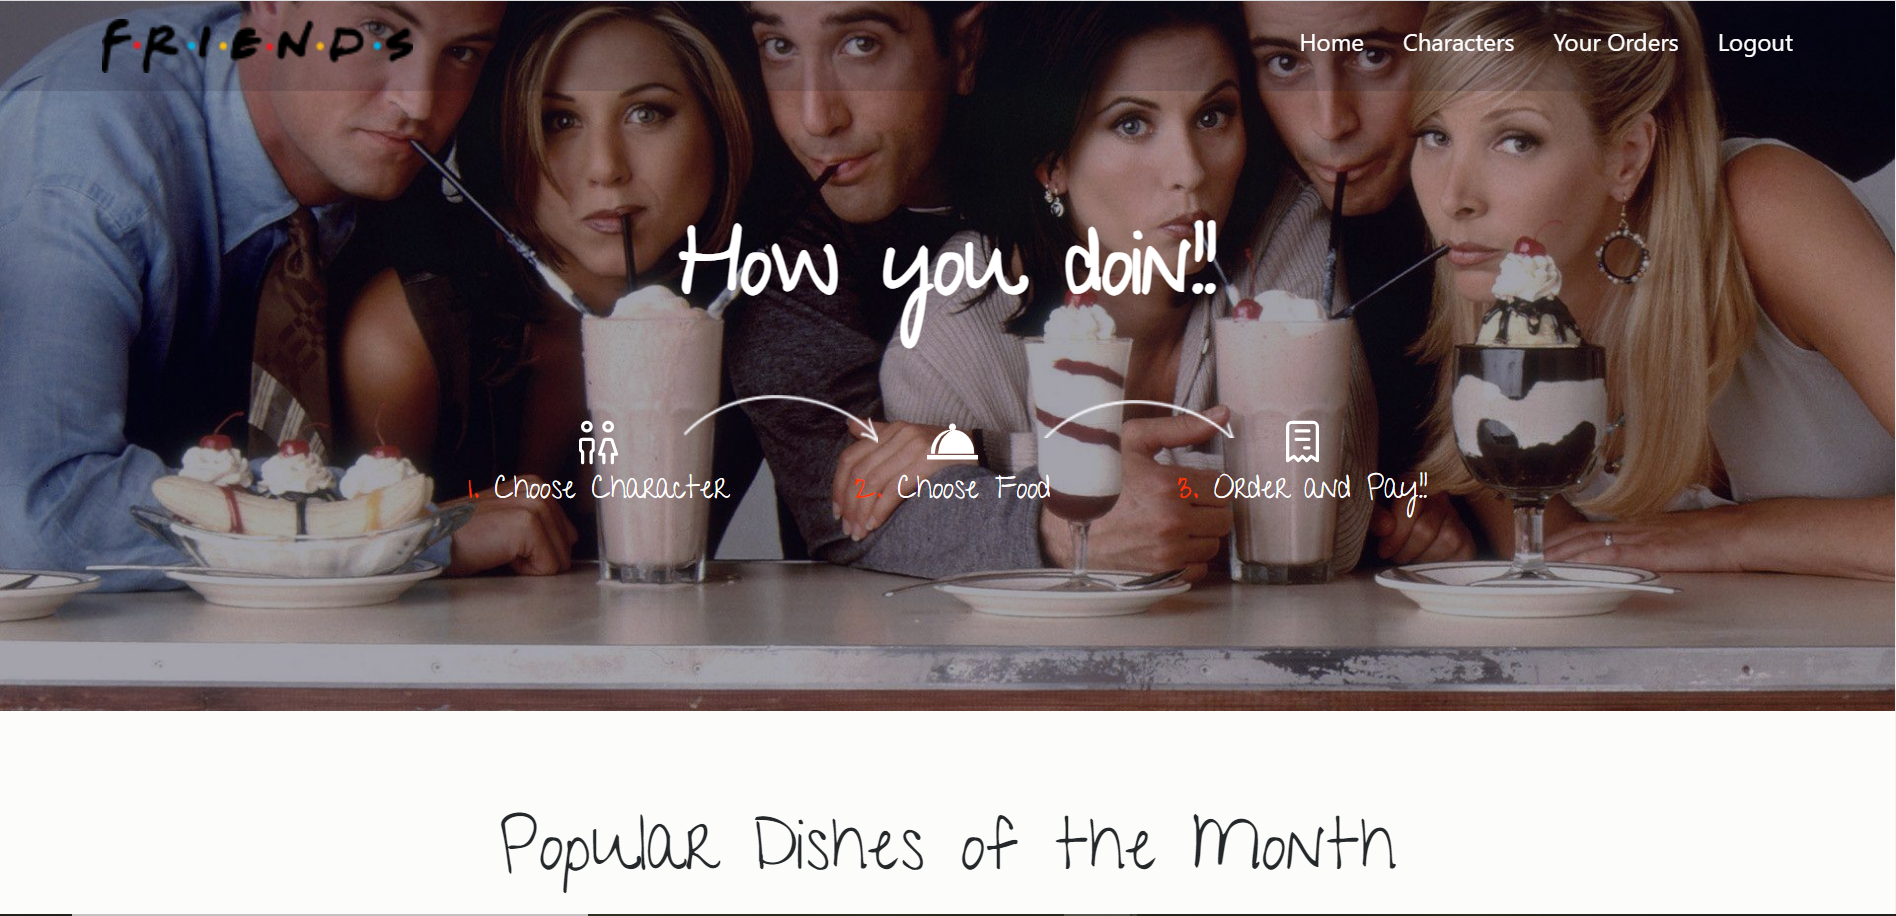 F·R·I·E·N·D·S
Home Characters Your Orders Logout
How you doin!!
1. Choose Character 2. Choose Food 3. Order and Pay!!
Popular Dishes of the Month